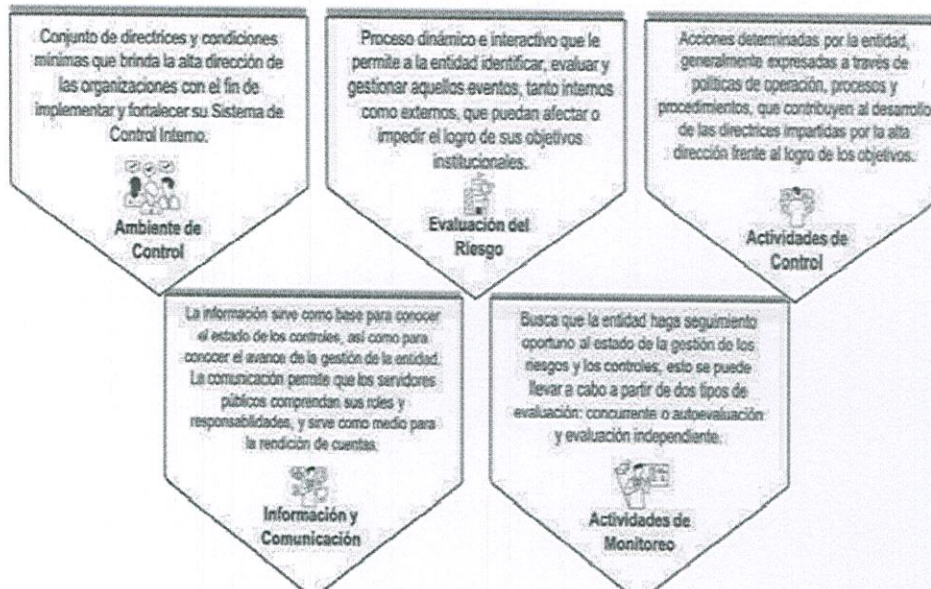 Conjunto de directrices y condiciones
mínimas que brinda la alta dirección de
las organizaciones con el fin de
implementar y fortalecer su Sistema de
Control Interno.
Ambiente de
Control
Proceso dinámico e interactivo que le
permite a la entidad identificar, evaluar y
gestionar aquellos eventos, tanto internos
como externos, que puedan afectar o
impedir el logro de sus objetivos
institucionales.
Evaluación del
Riesgo
Acciones determinadas por la entidad,
generalmente expresadas a través de
políticas de operación, procesos y
procedimientos, que contribuyen al desarrollo
de las directrices impartidas por la alta
dirección frente al logro de los objetivos.
Actividades de
Control
La información sirve como base para conocer
el estado de los controles, así como para
conocer el avance de la gestión de la entidad.
La comunicación permite que los servidores
públicos comprendan sus roles y
responsabilidades, y sirve como medio para
la rendición de cuentas.
Información y
Comunicación
Busca que la entidad haga seguimiento
oportuno al estado de la gestión de los
riesgos y los controles, esto se puede
llevar a cabo a partir de dos tipos de
evaluación: concurrente o autoevaluación
y evaluación independiente.
Actividades de
Monitoreo